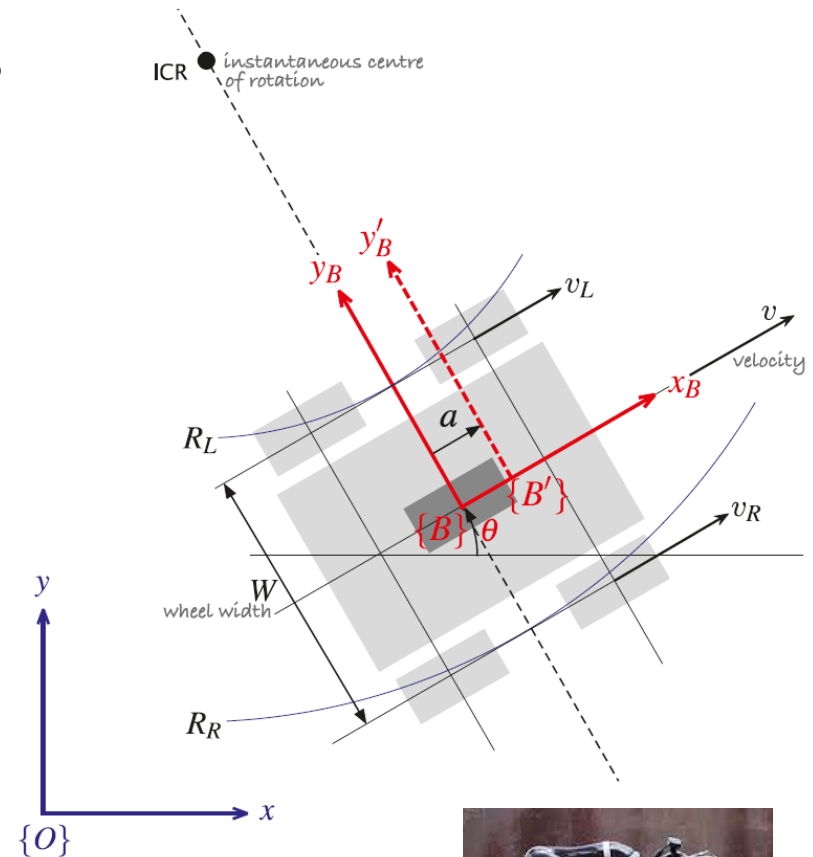 ICR
instantaneous centre
of rotation
y′B
yB
vL
v
velocity
xB
a
RL
{B′}
{B}
θ
vR
W
wheel width
y
RR
x
{O}